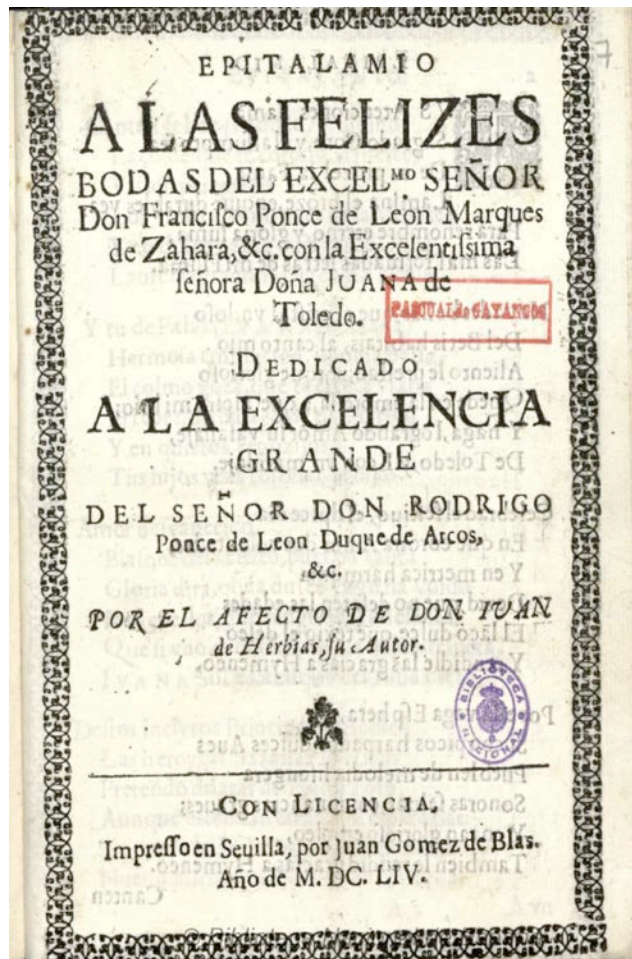 EPITALAMIO
A LAS FELIZES
BODAS DEL EXCEL.MO SEÑOR
Don Franciſco Ponce de Leon Marques
de Zahara, &c. con la Excelentiſsima
ſeñora Doña JUANA de
Toledo.
PASCUAL de GAYANGOS
DEDICADO
A LA EXCELENCIA
GRANDE
DEL SEÑOR DON RODRIGO
Ponce de Leon Duque de Arcos,
&c.
POR EL AFECTO DE DON IVAN
de Herbias, ſu Autor.
BIBLIOTECA
NACIONAL
CON LICENCIA.
Impreſſo en Seuilla, por Juan Gomez de Blas.
Año de M. DC. LIV.